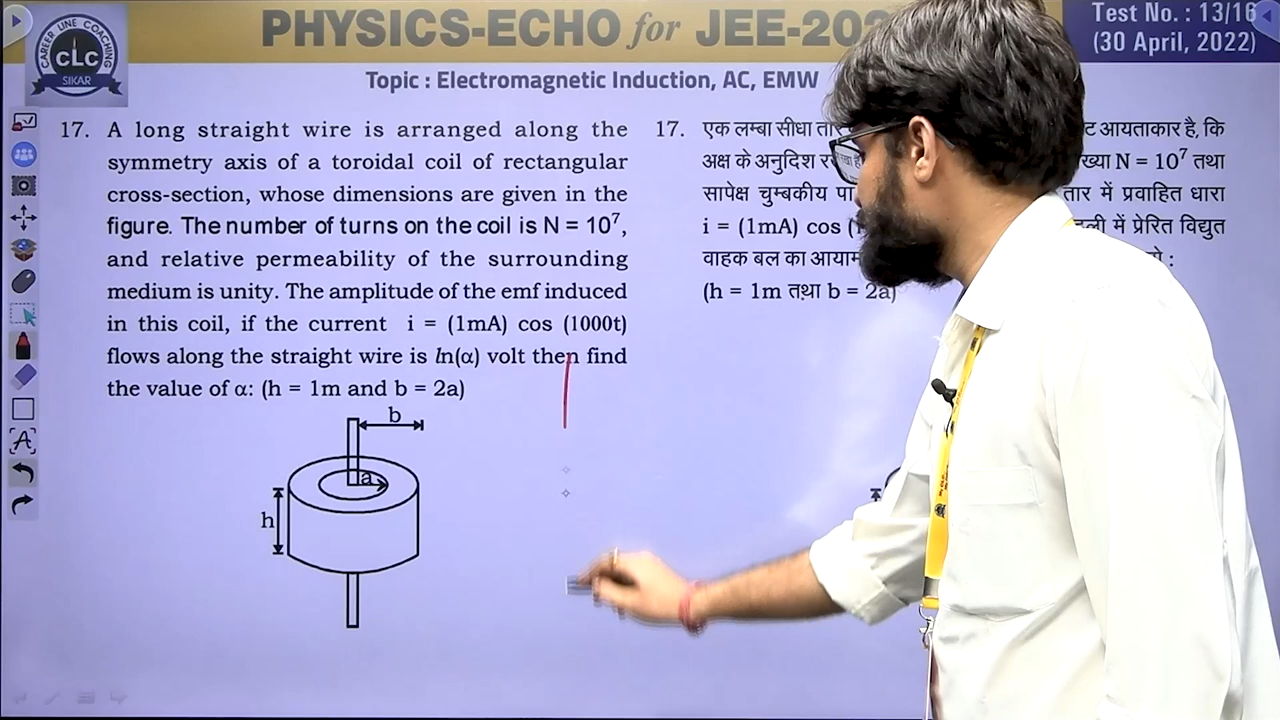 PHYSICS-ECHO for JEE-202
Test No. : 13/16
(30 April, 2022)
CAREER LINE COACHING
CLC
SIKAR
Topic : Electromagnetic Induction, AC, EMW
17. A long straight wire is arranged along the
symmetry axis of a toroidal coil of rectangular
cross-section, whose dimensions are given in the
figure. The number of turns on the coil is N = 10⁷,
and relative permeability of the surrounding
medium is unity. The amplitude of the emf induced
in this coil, if the current i = (1mA) cos (1000t)
flows along the straight wire is ln(α) volt then find
the value of α: (h = 1m and b = 2a)
b
a
h
17. एक लम्बा सीधा तार आयताकार है, कि
अक्ष के अनुदिश N = 10⁷ तथा
सापेक्ष चुम्बकीय तार में प्रवाहित धारा
i = (1mA) cos में प्रेरित विद्युत
वाहक बल का आयाम
(h = 1m तथा b = 2a)
A